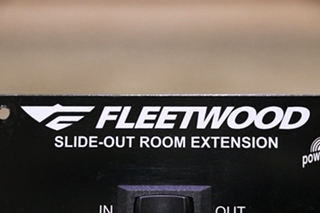 FLEETWOOD
SLIDE-OUT ROOM EXTENSION
IN OUT